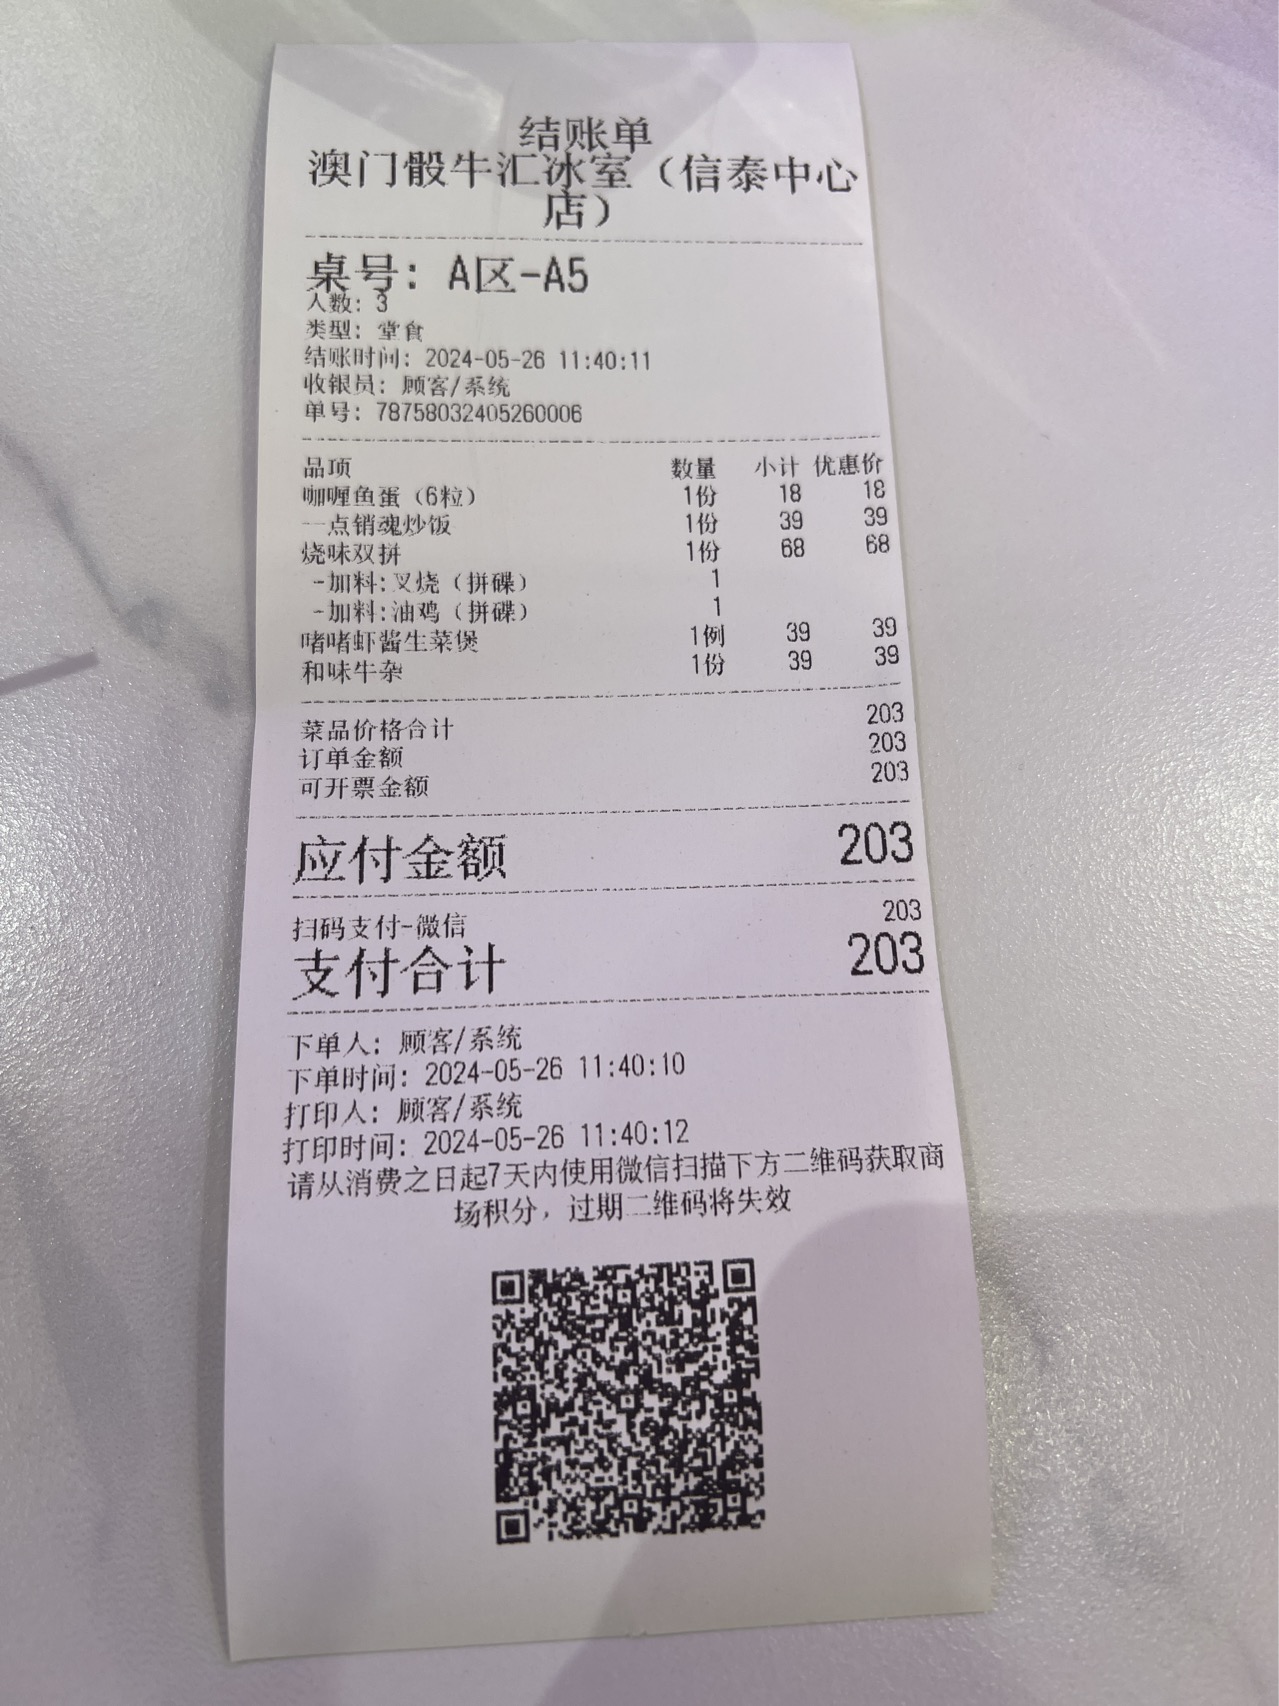 结账单
澳门骰牛汇冰室（信泰中心
店）
桌号：A区-A5
人数：3
类型：堂食
结账时间：2024-05-26 11:40:11
收银员：顾客/系统
单号：78758032405260006
品项 数量 小计 优惠价
咖喱鱼蛋（6粒） 1份 18 18
一点销魂炒饭 1份 39 39
烧味双拼 1份 68 68
-加料:叉烧（拼碟） 1
-加料:油鸡（拼碟） 1
啫啫虾酱生菜煲 1例 39 39
和味牛杂 1份 39 39
菜品价格合计 203
订单金额 203
可开票金额 203
应付金额 203
扫码支付-微信 203
支付合计 203
下单人：顾客/系统
下单时间：2024-05-26 11:40:10
打印人：顾客/系统
打印时间：2024-05-26 11:40:12
请从消费之日起7天内使用微信扫描下方二维码获取商
场积分，过期二维码将失效